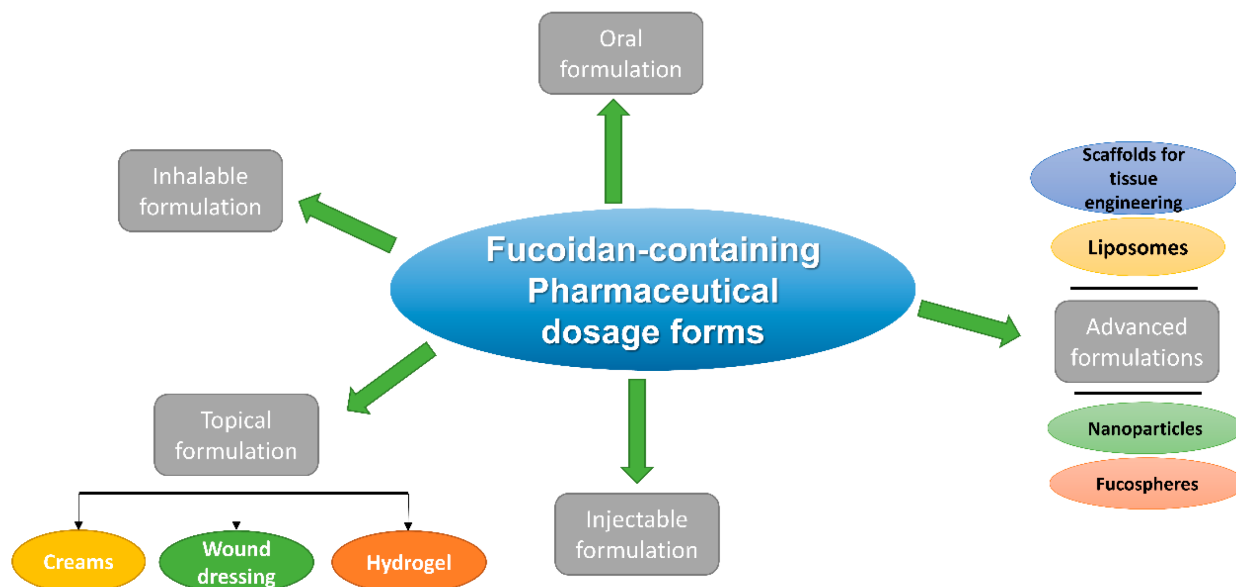 Oral
formulation
Inhalable
formulation
Scaffolds for
tissue
engineering
Liposomes
Fucoidan-containing
Pharmaceutical
dosage forms
Advanced
formulations
Nanoparticles
Fucospheres
Topical
formulation
Injectable
formulation
Creams
Wound
dressing
Hydrogel